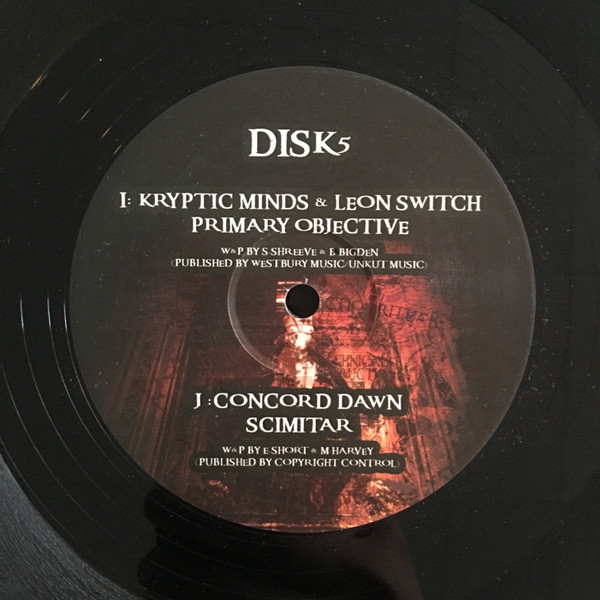 DISK5
I: KRYPTIC MINDS & LEON SWITCH
PRIMARY OBJECTIVE
W&P BY S SHREEVE & B BIGDEN
(PUBLISHED BY WESTBURY MUSIC/UNKUT MUSIC)
J :CONCORD DAWN
SCIMITAR
W&P BY E SHORT & M HARVEY
(PUBLISHED BY COPYRIGHT CONTROL)